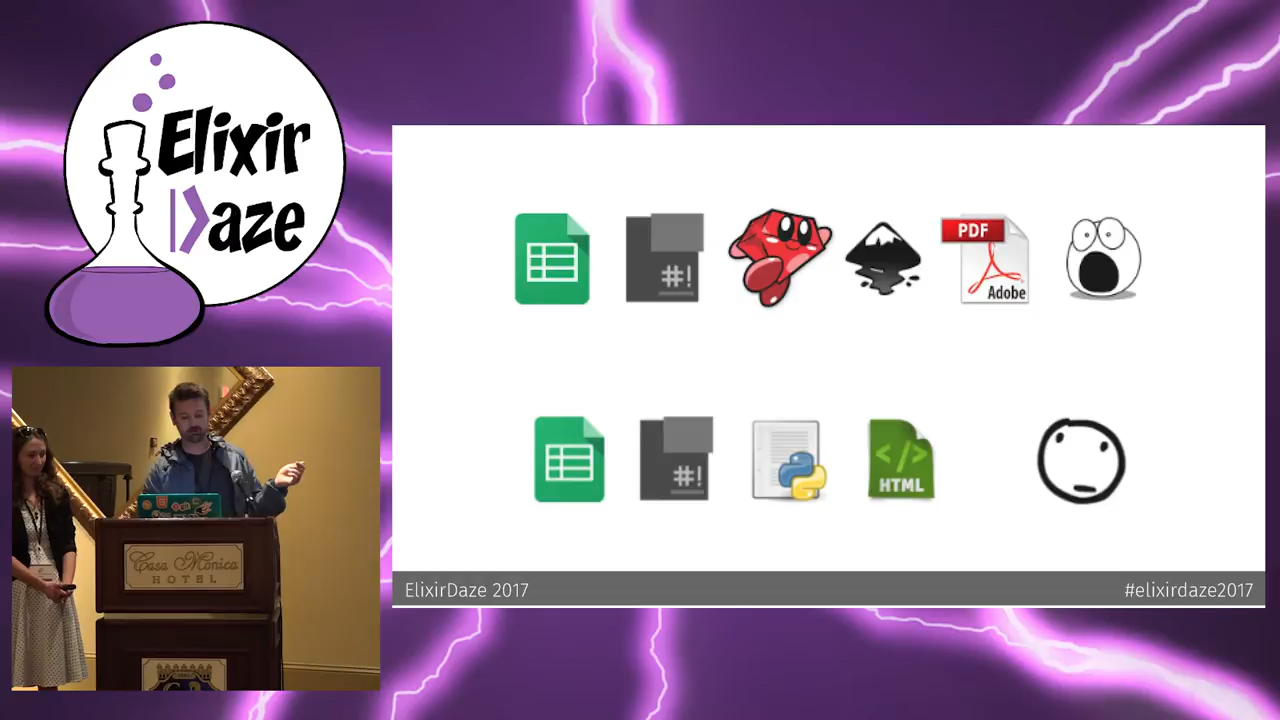 Elixir
Daze
#!
PDF
Adobe
#!
</>
HTML
Casa Monica
HOTEL
ElixirDaze 2017
#elixirdaze2017